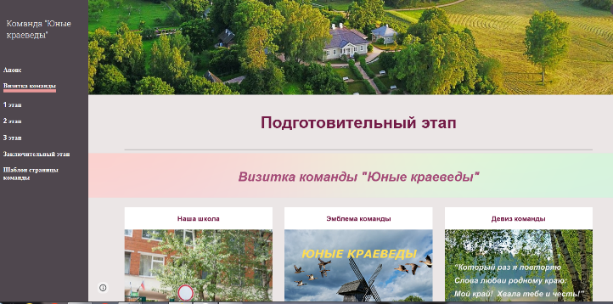 Команда "Юные
краеведы"
Анонс
Визитка команды
1 этап
2 этап
3 этап
Заключительный этап
Шаблон страницы
команды
Подготовительный этап
Визитка команды "Юные краеведы"
Наша школа
Эмблема команды
Девиз команды
ЮНЫЕ КРАЕВЕДЫ
"Который раз я повторю
Слова любви родному краю:
Мой край! Хвала тебе и честь!"